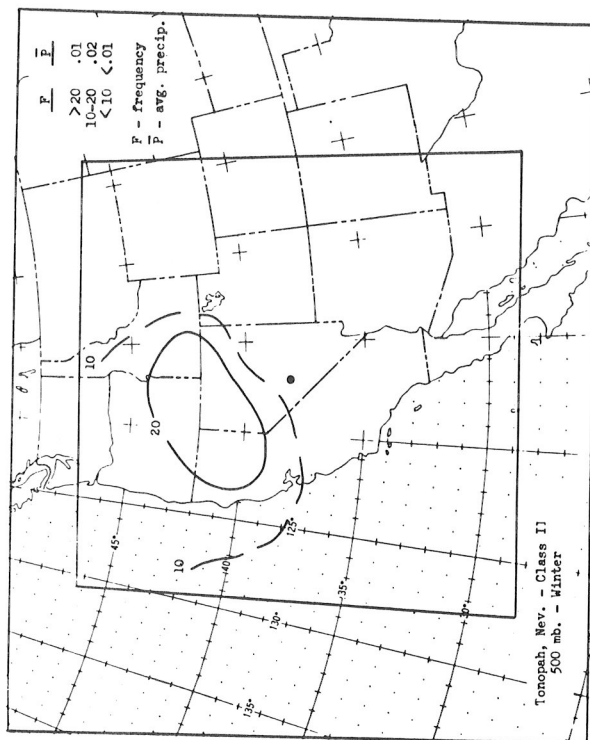 F p̅
>20 .01
10-20 .02
<10 <.01
F - frequency
p̅ - avg. precip.
10
20
10
45°
40°
35°
30°
125°
130°
135°
Tonopah, Nev. - Class II
500 mb. - Winter